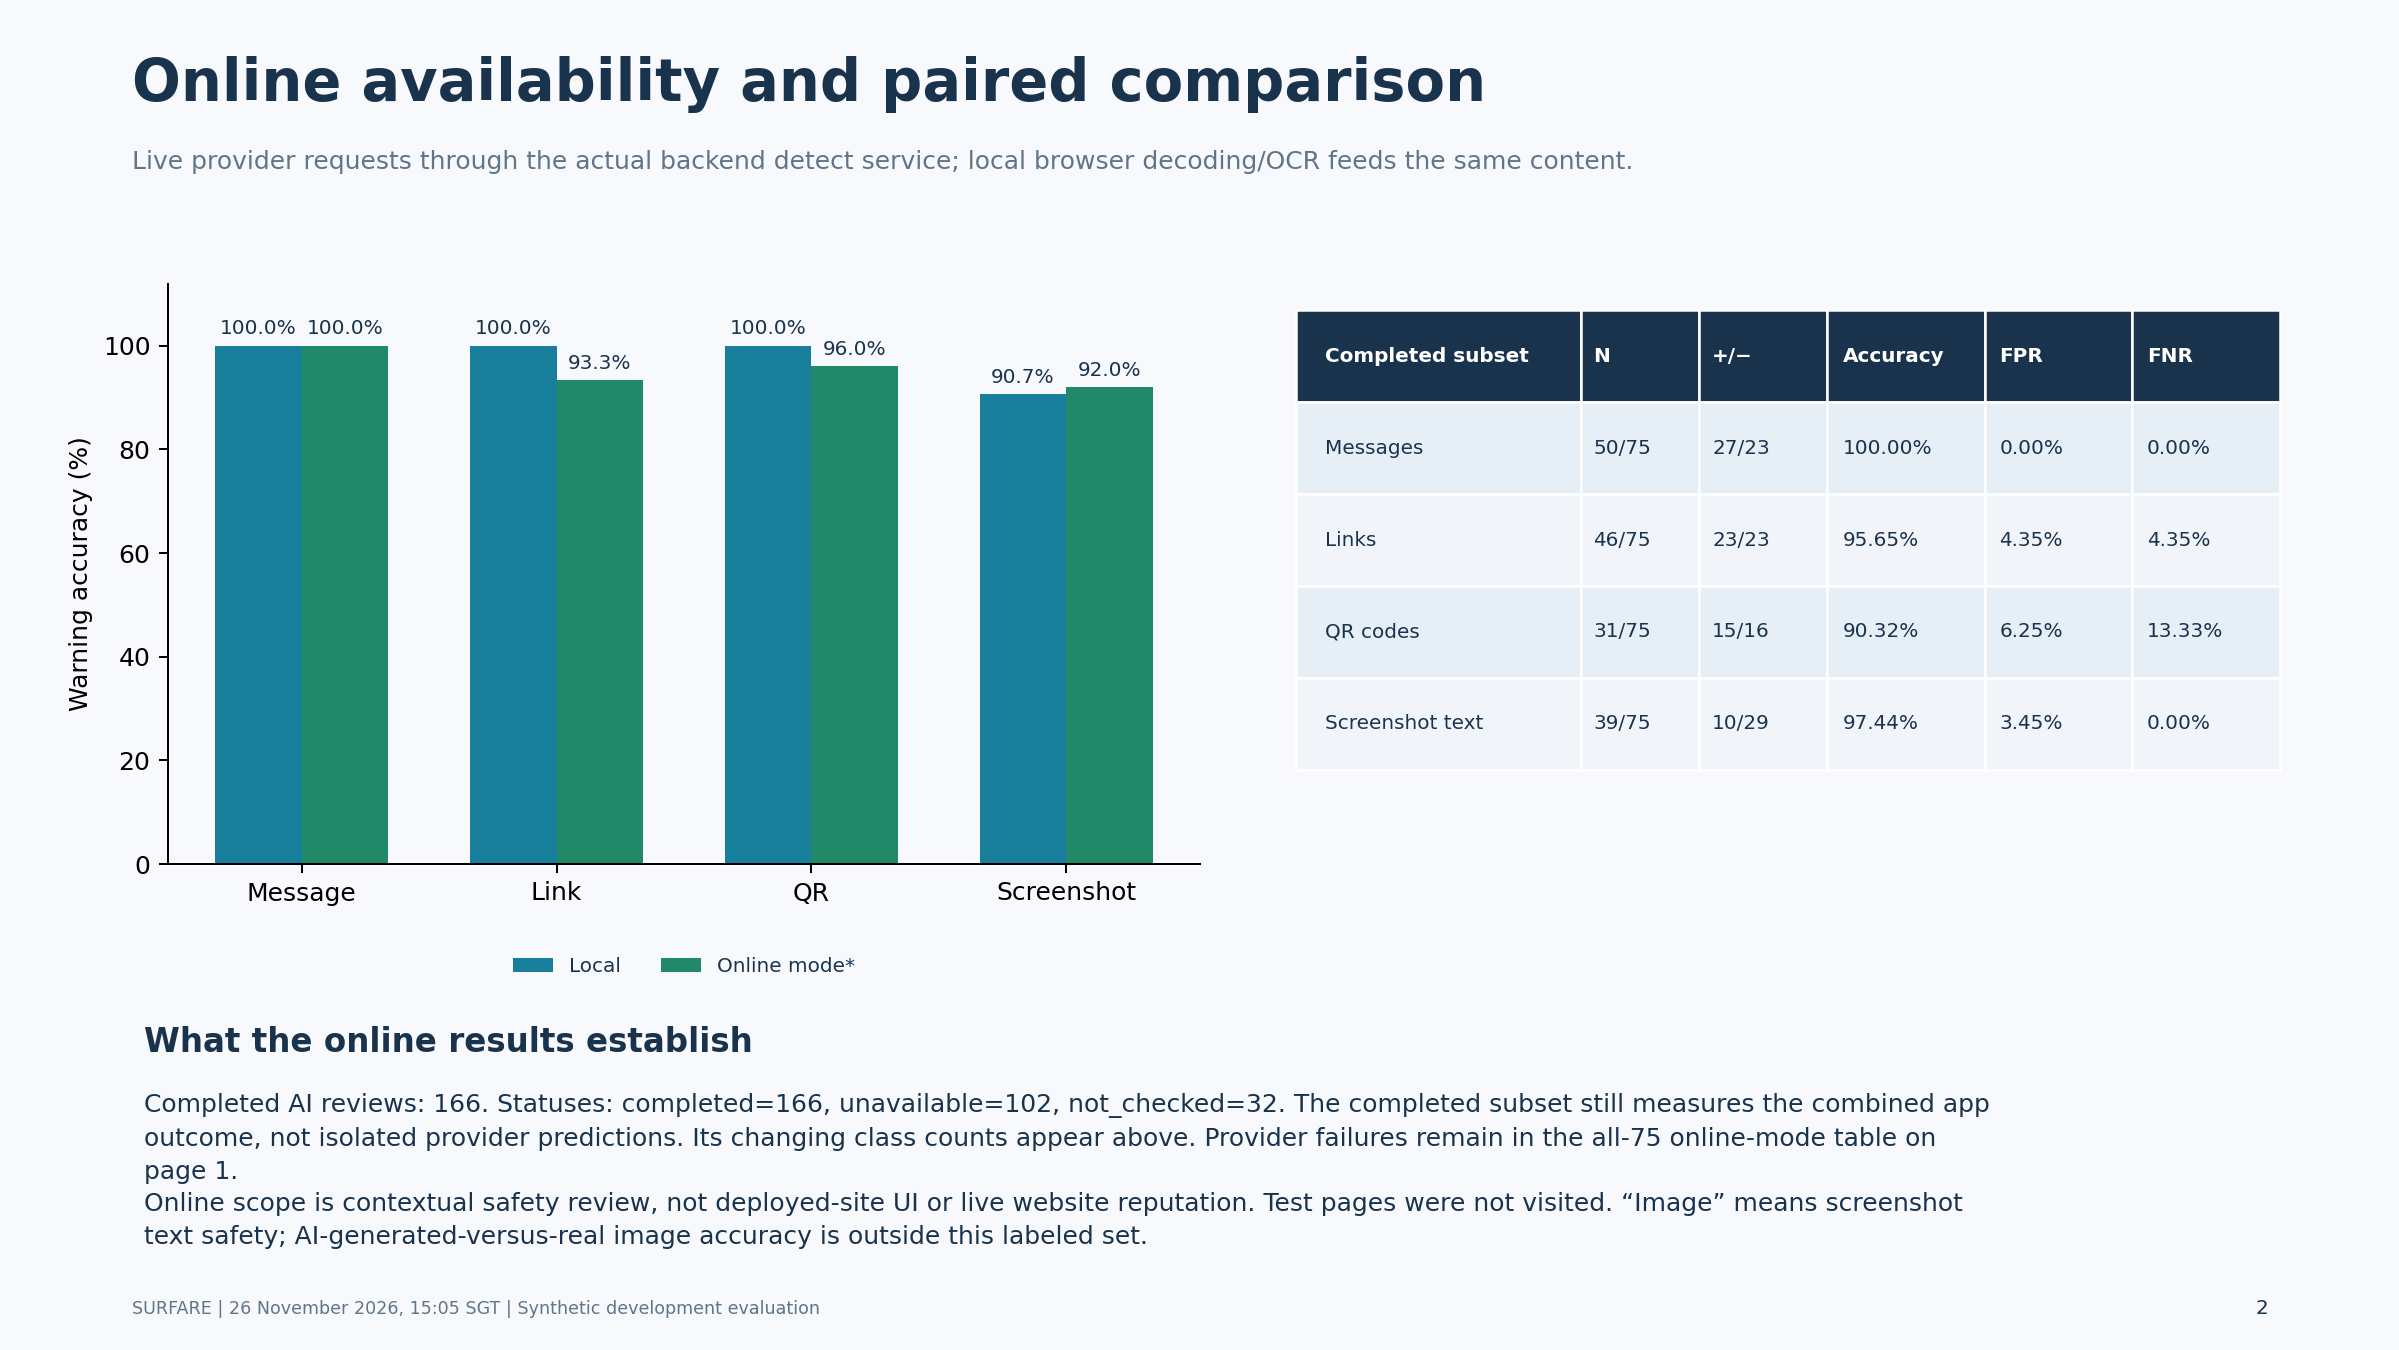 Online availability and paired comparison
Live provider requests through the actual backend detect service; local browser decoding/OCR feeds the same content.
Warning accuracy (%)
100
80
60
40
20
0
100.0% 100.0%
100.0% 93.3%
100.0% 96.0%
90.7% 92.0%
Message Link QR Screenshot
Local Online mode*
Completed subset N +/− Accuracy FPR FNR
Messages 50/75 27/23 100.00% 0.00% 0.00%
Links 46/75 23/23 95.65% 4.35% 4.35%
QR codes 31/75 15/16 90.32% 6.25% 13.33%
Screenshot text 39/75 10/29 97.44% 3.45% 0.00%
What the online results establish
Completed AI reviews: 166. Statuses: completed=166, unavailable=102, not_checked=32. The completed subset still measures the combined app
outcome, not isolated provider predictions. Its changing class counts appear above. Provider failures remain in the all-75 online-mode table on
page 1.
Online scope is contextual safety review, not deployed-site UI or live website reputation. Test pages were not visited. “Image” means screenshot
text safety; AI-generated-versus-real image accuracy is outside this labeled set.
SURFARE | 26 November 2026, 15:05 SGT | Synthetic development evaluation
2